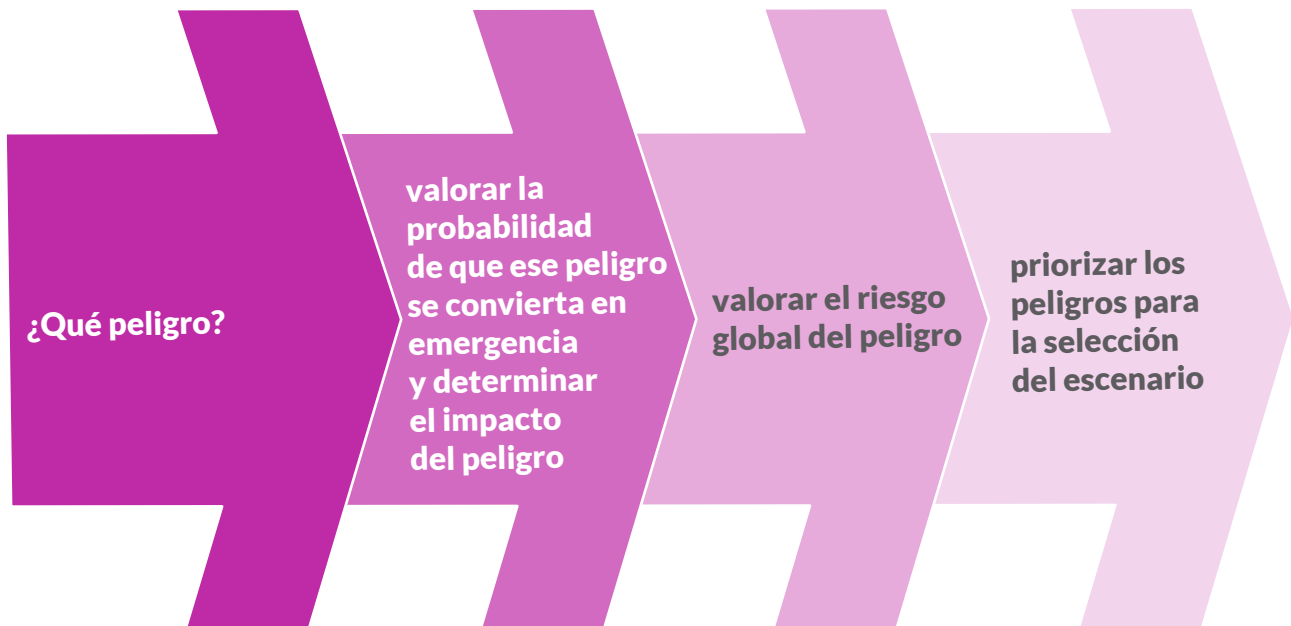 ¿Qué peligro?
valorar la
probabilidad
de que ese peligro
se convierta en
emergencia
y determinar
el impacto
del peligro
valorar el riesgo
global del peligro
priorizar los
peligros para
la selección
del escenario